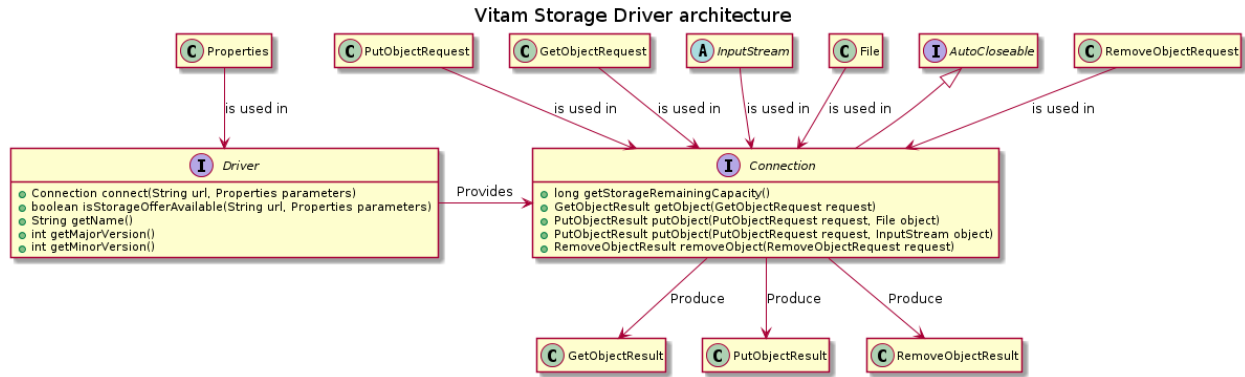 Vitam Storage Driver architecture
C Properties
C PutObjectRequest
C GetObjectRequest
A InputStream
C File
I AutoCloseable
C RemoveObjectRequest
is used in
is used in
is used in
is used in
is used in
is used in
I Driver
Connection connect(String url, Properties parameters)
boolean isStorageOfferAvailable(String url, Properties parameters)
String getName()
int getMajorVersion()
int getMinorVersion()
Provides
I Connection
long getStorageRemainingCapacity()
GetObjectResult getObject(GetObjectRequest request)
PutObjectResult putObject(PutObjectRequest request, File object)
PutObjectResult putObject(PutObjectRequest request, InputStream object)
RemoveObjectResult removeObject(RemoveObjectRequest request)
Produce
Produce
Produce
C GetObjectResult
C PutObjectResult
C RemoveObjectResult